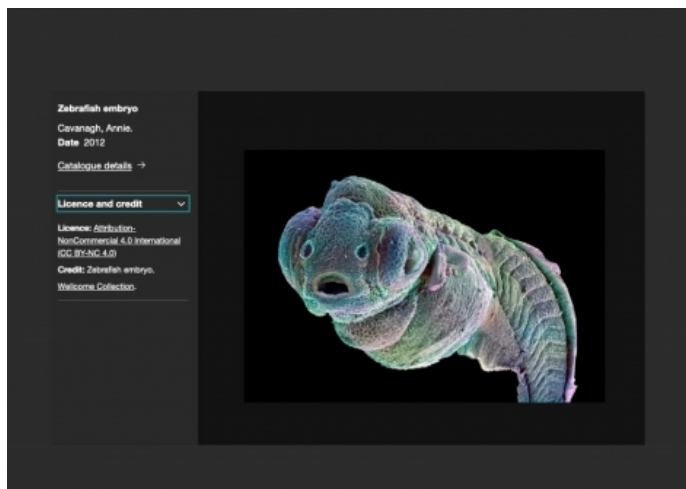 Zebrafish embryo
Cavanagh, Annie.
Date 2012
Catalogue details →
Licence and credit
Licence: Attribution-
NonCommercial 4.0 International
(CC BY-NC 4.0)
Credit: Zebrafish embryo.
Wellcome Collection.